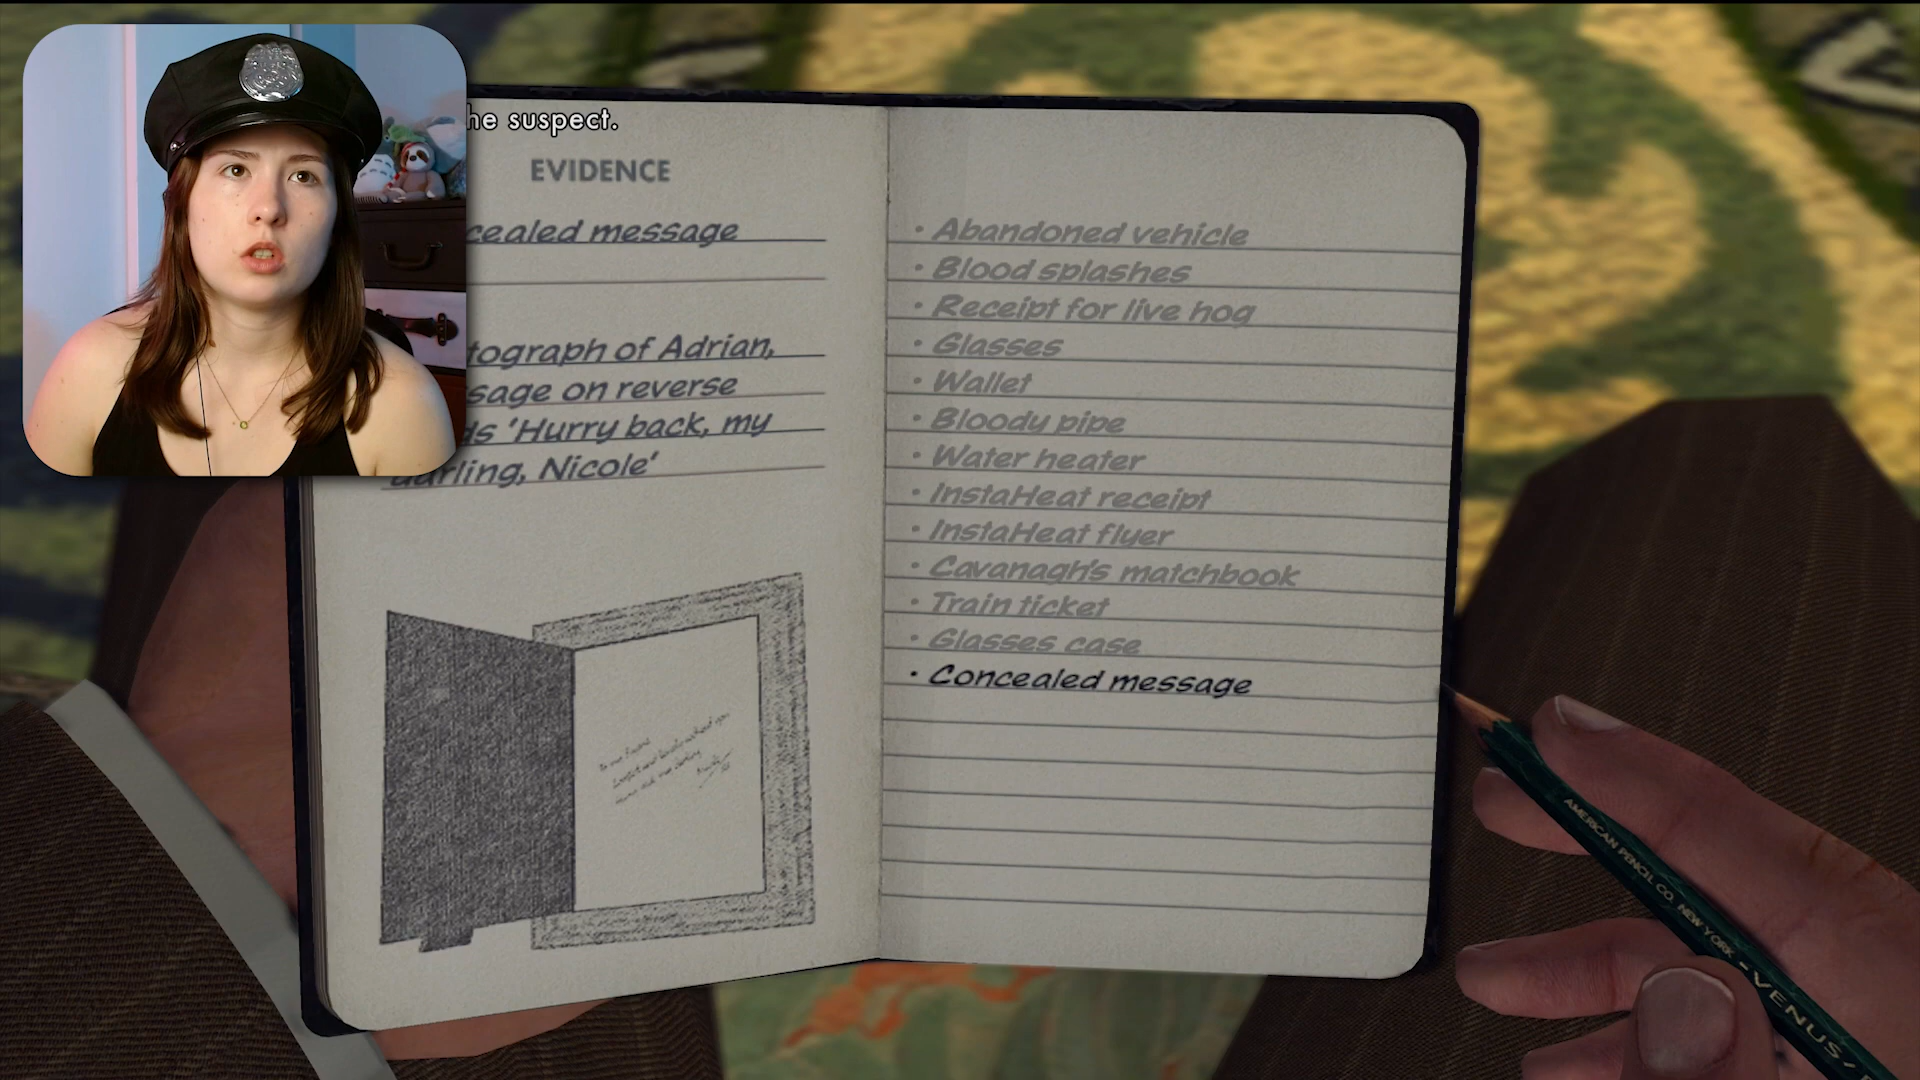 he suspect.
EVIDENCE
cealed message
tograph of Adrian,
sage on reverse
ds 'Hurry back, my
darling, Nicole'
• Abandoned vehicle
• Blood splashes
• Receipt for live hog
• Glasses
• Wallet
• Bloody pipe
• Water heater
• InstaHeat receipt
• InstaHeat flyer
• Cavanagh's matchbook
• Train ticket
• Glasses case
• Concealed message
AMERICAN PENCIL CO. NEW YORK - VENUS